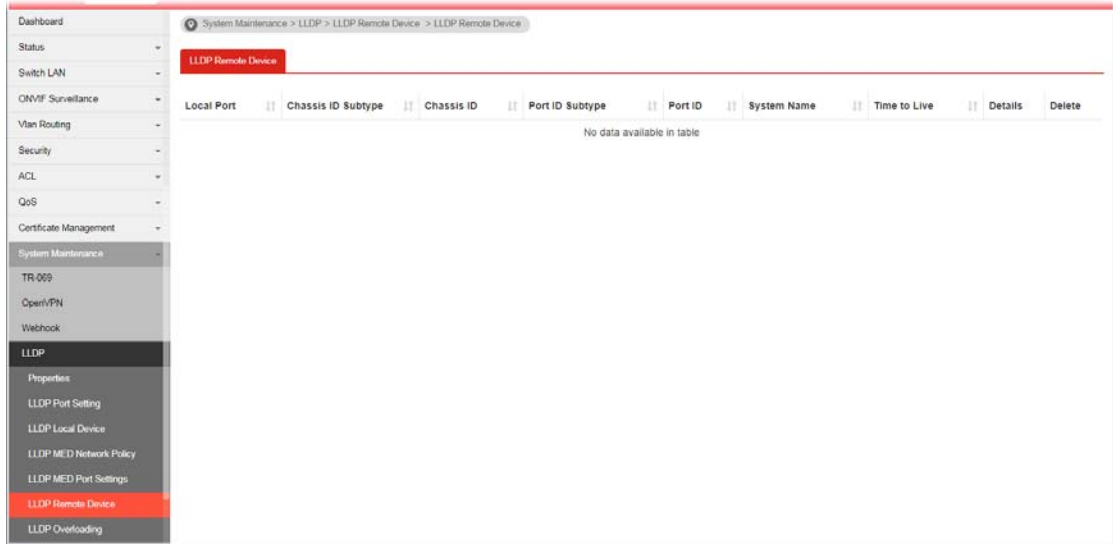 Dashboard
Status
Switch LAN
ONVIF Surveillance
Vlan Routing
Security
ACL
QoS
Certificate Management
System Maintenance
TR-069
OpenVPN
Webhook
LLDP
Properties
LLDP Port Setting
LLDP Local Device
LLDP MED Network Policy
LLDP MED Port Settings
LLDP Remote Device
LLDP Overloading
System Maintenance > LLDP > LLDP Remote Device > LLDP Remote Device
LLDP Remote Device
Local Port Chassis ID Subtype Chassis ID Port ID Subtype Port ID System Name Time to Live Details Delete
No data available in table